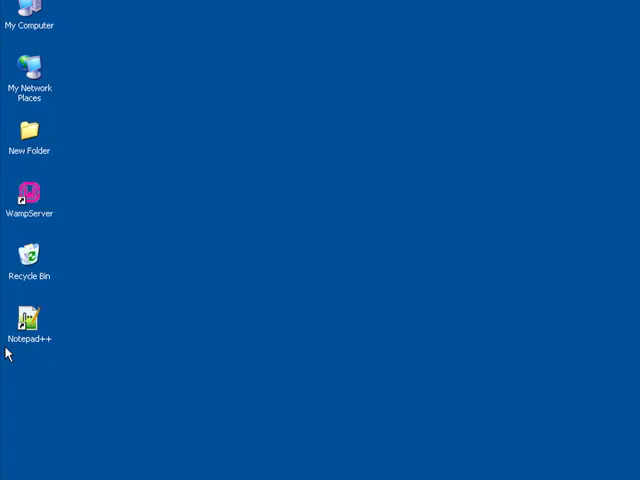 My Computer
My Network
Places
New Folder
WampServer
Recycle Bin
Notepad++